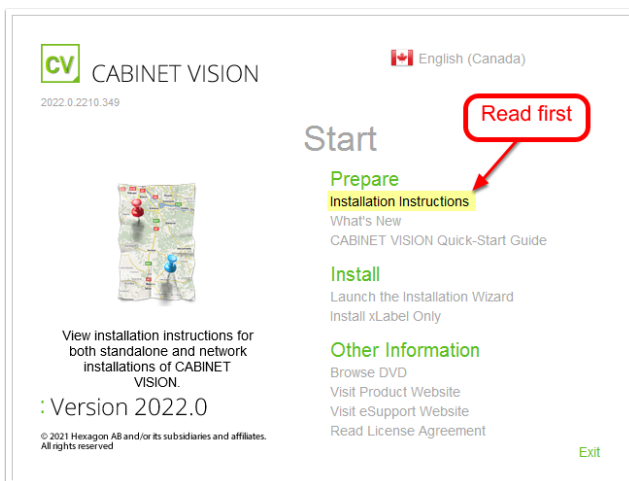 CV CABINET VISION
English (Canada)
2022.0.2210.349
Read first
Start
Prepare
Installation Instructions
What's New
CABINET VISION Quick-Start Guide
Install
Launch the Installation Wizard
Install xLabel Only
Other Information
Browse DVD
Visit Product Website
Visit eSupport Website
Read License Agreement
View installation instructions for
both standalone and network
installations of CABINET
VISION.
: Version 2022.0
© 2021 Hexagon AB and/or its subsidiaries and affiliates.
All rights reserved
Exit